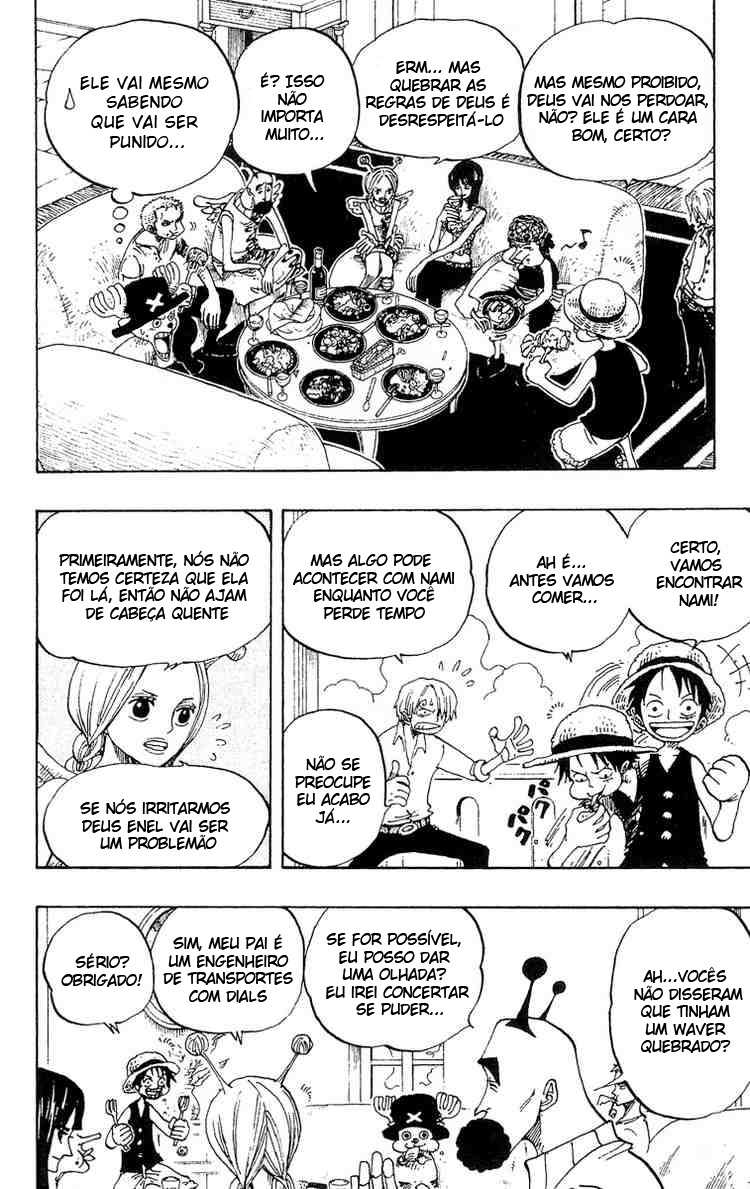 MAS MESMO PROIBIDO,
DEUS VAI NOS PERDOAR,
NÃO? ELE É UM CARA
BOM, CERTO?
ERM... MAS
QUEBRAR AS
REGRAS DE DEUS É
DESRESPEITÁ-LO
É? ISSO
NÃO
IMPORTA
MUITO...
ELE VAI MESMO
SABENDO
QUE VAI SER
PUNIDO...
CERTO,
VAMOS
ENCONTRAR
NAMI!
AH É...
ANTES VAMOS
COMER...
MAS ALGO PODE
ACONTECER COM NAMI
ENQUANTO VOCÊ
PERDE TEMPO
NÃO SE
PREOCUPE
EU ACABO
JÁ...
パク
パク
PRIMEIRAMENTE, NÓS NÃO
TEMOS CERTEZA QUE ELA
FOI LÁ, ENTÃO NÃO AJAM
DE CABEÇA QUENTE
SE NÓS IRRITARMOS
DEUS ENEL VAI SER
UM PROBLEMÃO
AH...VOCÊS
NÃO DISSERAM
QUE TINHAM
UM WAVER
QUEBRADO?
SE FOR POSSÍVEL,
EU POSSO DAR
UMA OLHADA?
EU IREI CONCERTAR
SE PUDER...
SIM, MEU PAI É
UM ENGENHEIRO
DE TRANSPORTES
COM DIALS
SÉRIO?
OBRIGADO!